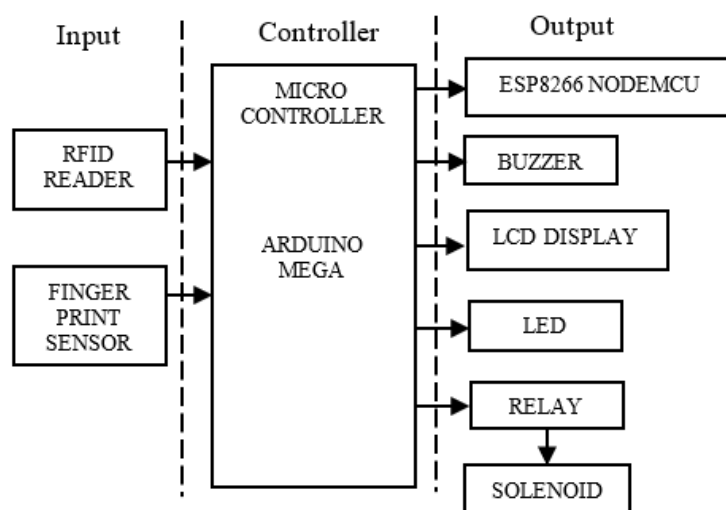 Input
Controller
Output
RFID
READER
FINGER
PRINT
SENSOR
MICRO
CONTROLLER
ARDUINO
MEGA
ESP8266 NODEMCU
BUZZER
LCD DISPLAY
LED
RELAY
SOLENOID